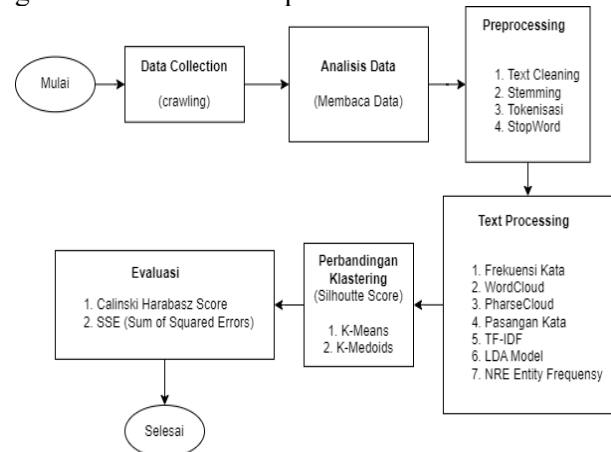 Mulai
Data Collection
(crawling)
Analisis Data
(Membaca Data)
Preprocessing
1. Text Cleaning
2. Stemming
3. Tokenisasi
4. StopWord
Text Processing
1. Frekuensi Kata
2. WordCloud
3. PharseCloud
4. Pasangan Kata
5. TF-IDF
6. LDA Model
7. NRE Entity Frequensy
Perbandingan
Klastering
(Silhoutte Score)
1. K-Means
2. K-Medoids
Evaluasi
1. Calinski Harabasz Score
2. SSE (Sum of Squared Errors)
Selesai